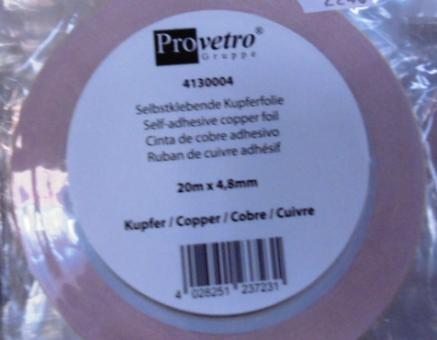 Provetro®
Gruppe
4130004
Selbstklebende Kupferfolie
Self-adhesive copper foil
Cinta de cobre adhesivo
Ruban de cuivre adhésif
20m x 4,8mm
Kupfer / Copper / Cobre / Cuivre
4 028251 237231